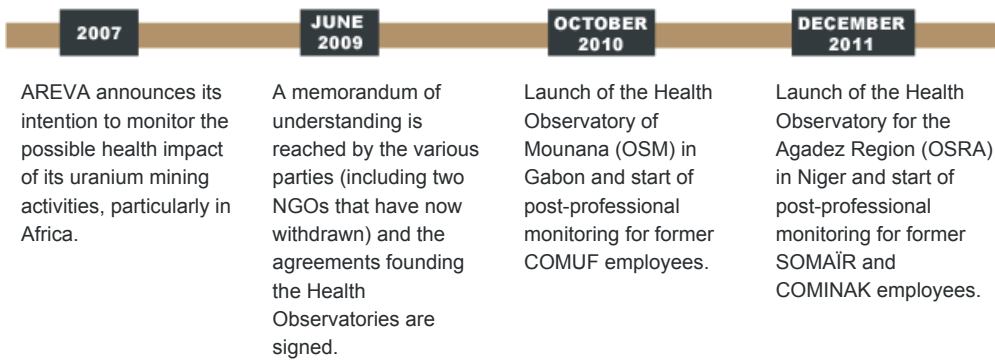 2007
AREVA announces its
intention to monitor the
possible health impact
of its uranium mining
activities, particularly in
Africa.
JUNE
2009
A memorandum of
understanding is
reached by the various
parties (including two
NGOs that have now
withdrawn) and the
agreements founding
the Health
Observatories are
signed.
OCTOBER
2010
Launch of the Health
Observatory of
Mounana (OSM) in
Gabon and start of
post-professional
monitoring for former
COMUF employees.
DECEMBER
2011
Launch of the Health
Observatory for the
Agadez Region (OSRA)
in Niger and start of
post-professional
monitoring for former
SOMAÏR and
COMINAK employees.